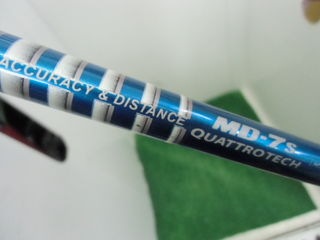 ACCURACY & DISTANCE
MD-7S
QUATTROTECH